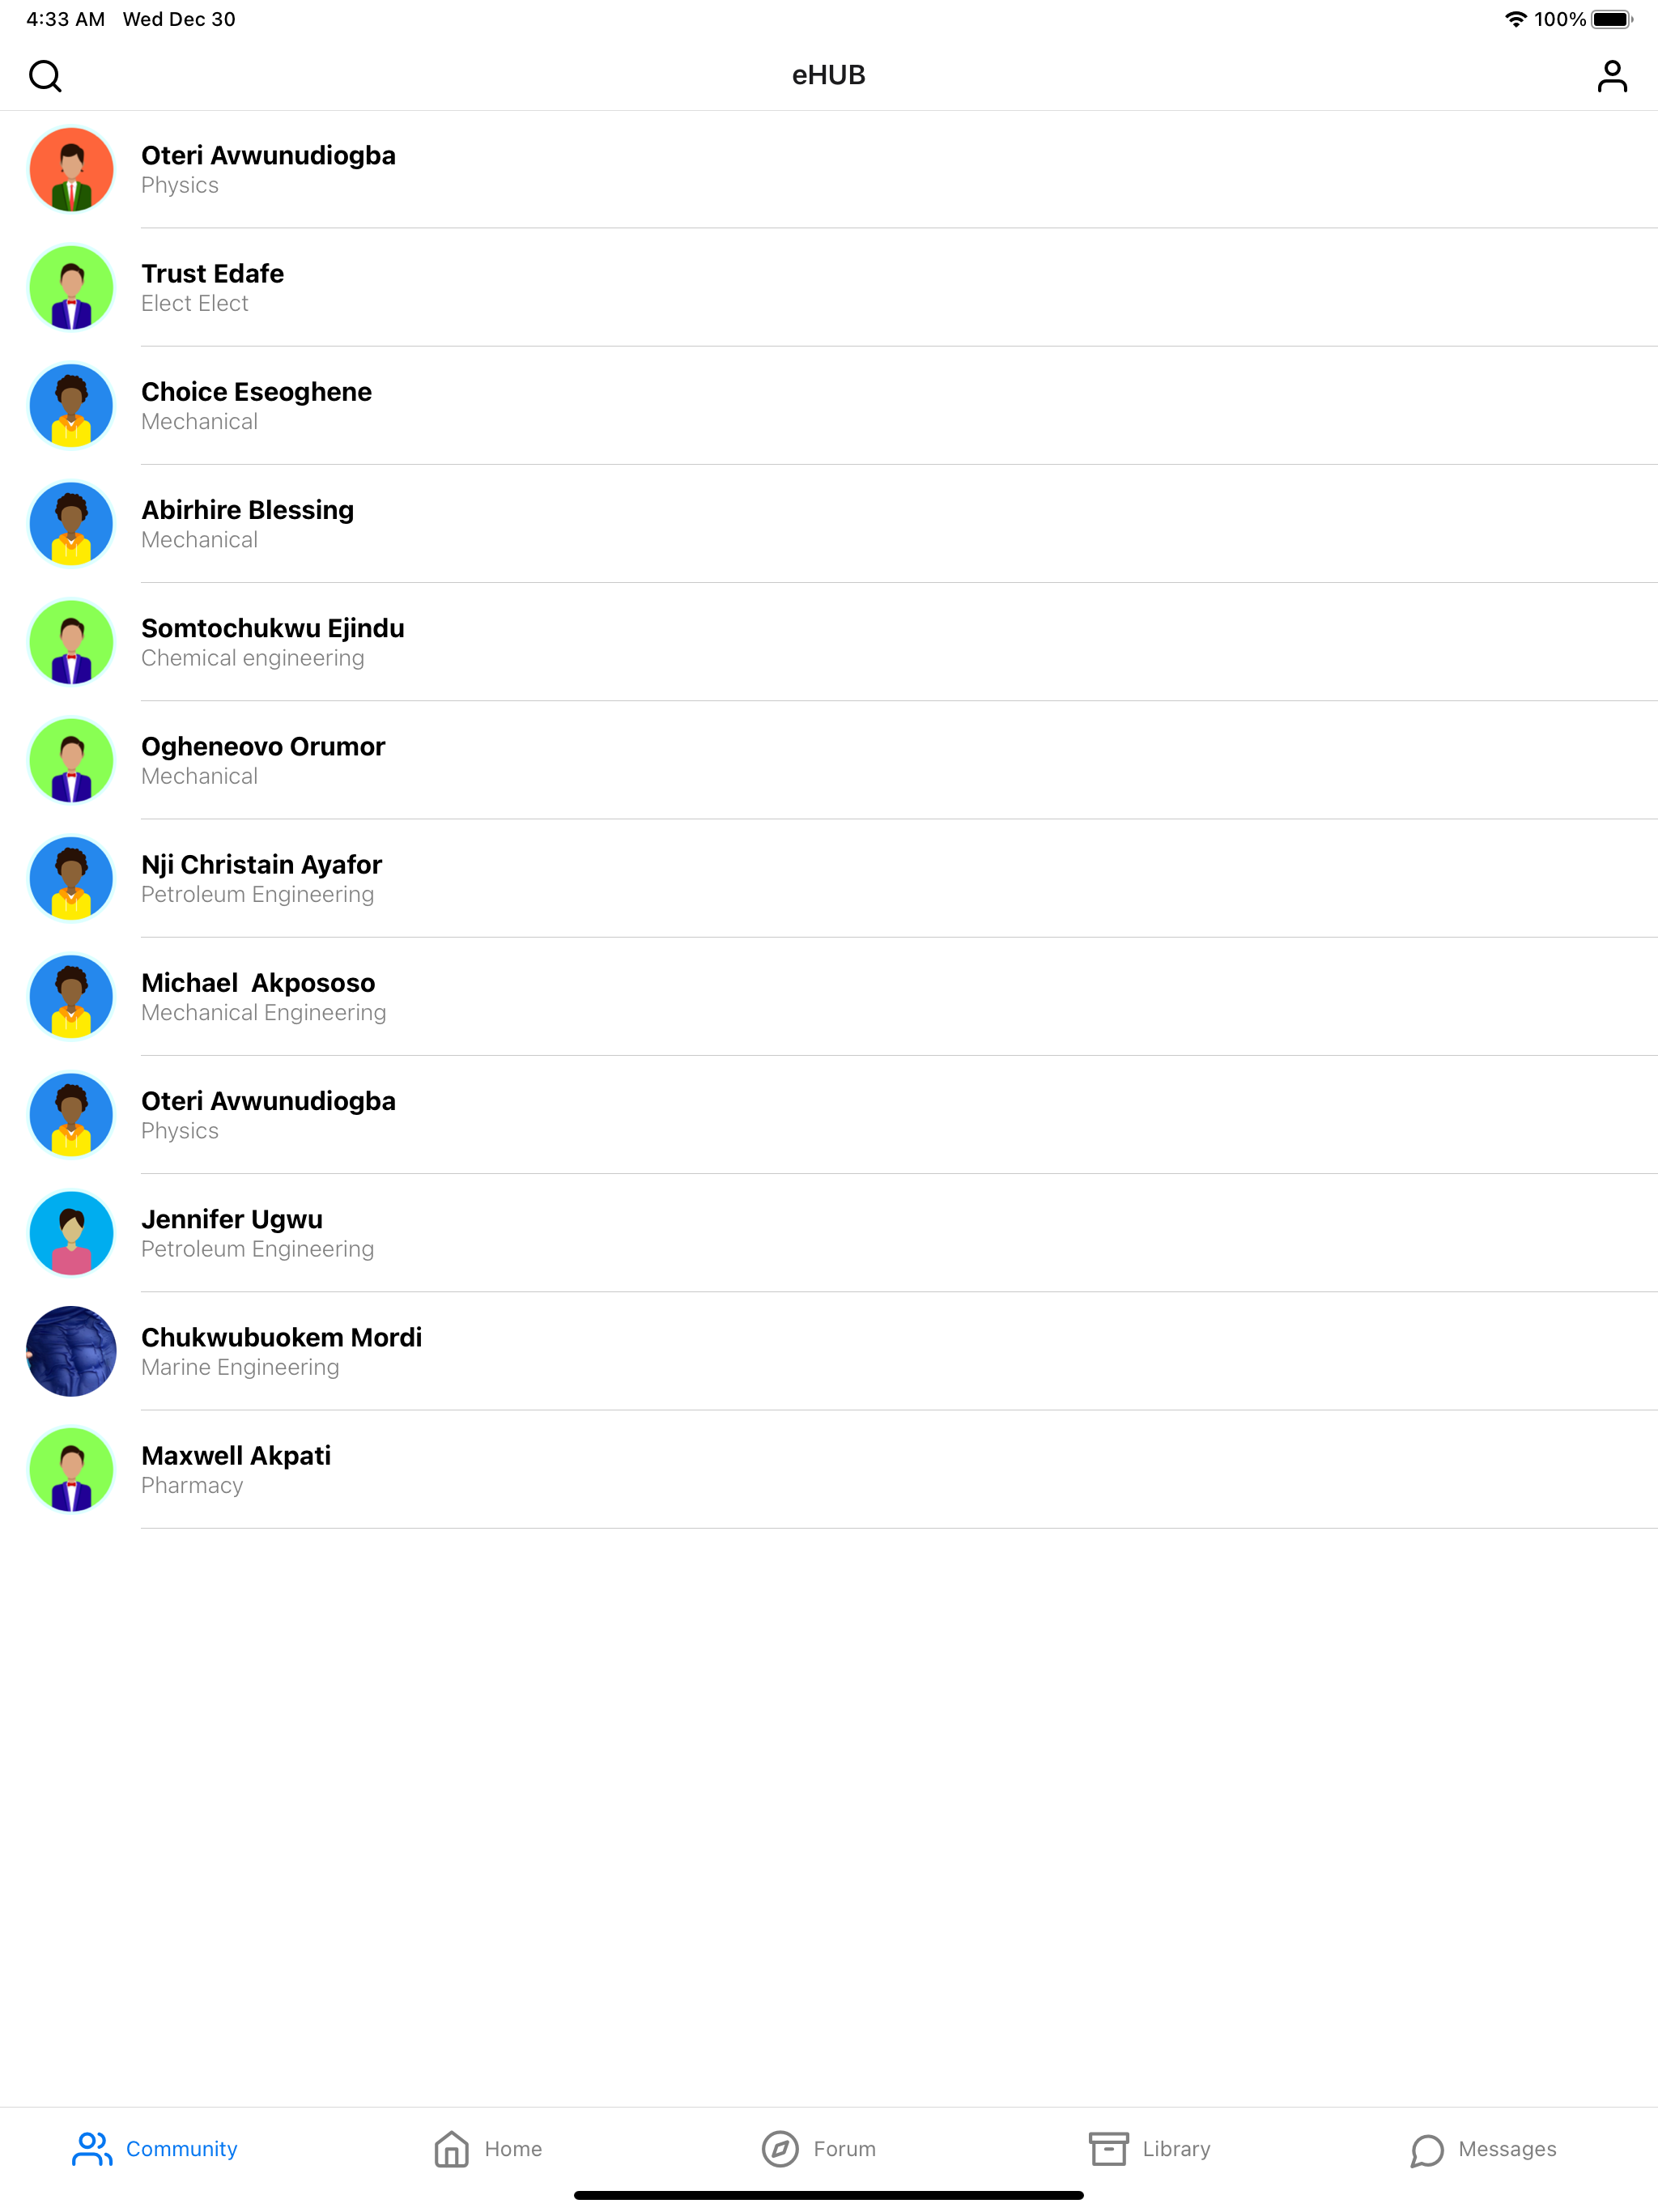 4:33 AM Wed Dec 30 100%
eHUB
Oteri Avwunudiogba
Physics
Trust Edafe
Elect Elect
Choice Eseoghene
Mechanical
Abirhire Blessing
Mechanical
Somtochukwu Ejindu
Chemical engineering
Ogheneovo Orumor
Mechanical
Nji Christain Ayafor
Petroleum Engineering
Michael  Akpososo
Mechanical Engineering
Oteri Avwunudiogba
Physics
Jennifer Ugwu
Petroleum Engineering
Chukwubuokem Mordi
Marine Engineering
Maxwell Akpati
Pharmacy
Community Home Forum Library Messages